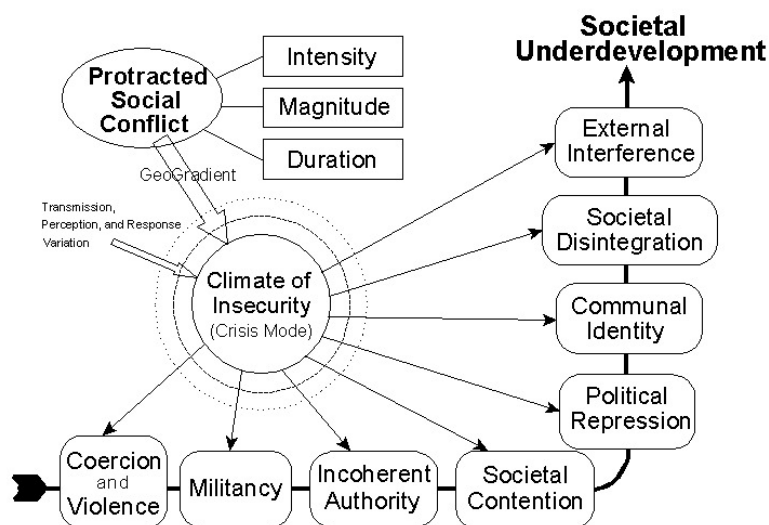 Societal
Underdevelopment
Protracted
Social
Conflict
Intensity
Magnitude
Duration
GeoGradient
Transmission,
Perception, and Response
Variation
Climate of
Insecurity
(Crisis Mode)
External
Interference
Societal
Disintegration
Communal
Identity
Political
Repression
Coercion
and
Violence
Militancy
Incoherent
Authority
Societal
Contention